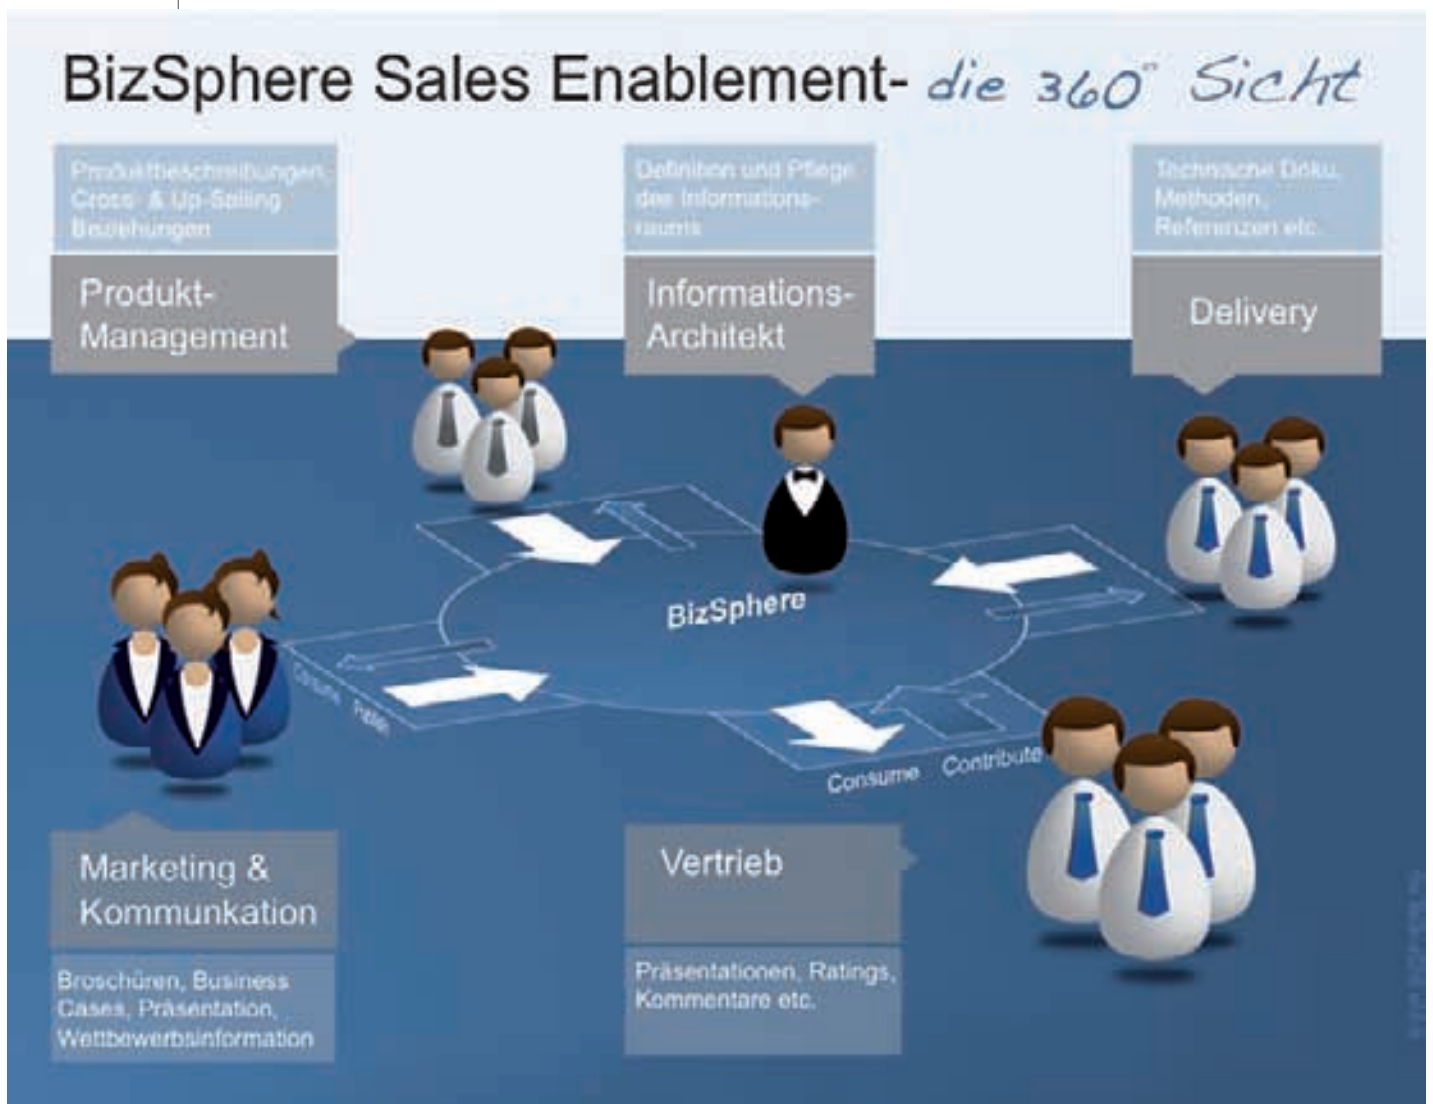 BizSphere Sales Enablement- die 360° Sicht
Produktbeschreibungen,
Cross- & Up-Selling
Beziehungen
Produkt-
Management
Definition und Pflege
des Informations-
raums
Informations-
Architekt
Technische Doku,
Methoden,
Referenzen etc.
Delivery
BizSphere
Consume Publish
Consume Contribute
Marketing &
Kommunkation
Broschüren, Business
Cases, Präsentation,
Wettbewerbsinformation
Vertrieb
Präsentationen, Ratings,
Kommentare etc.